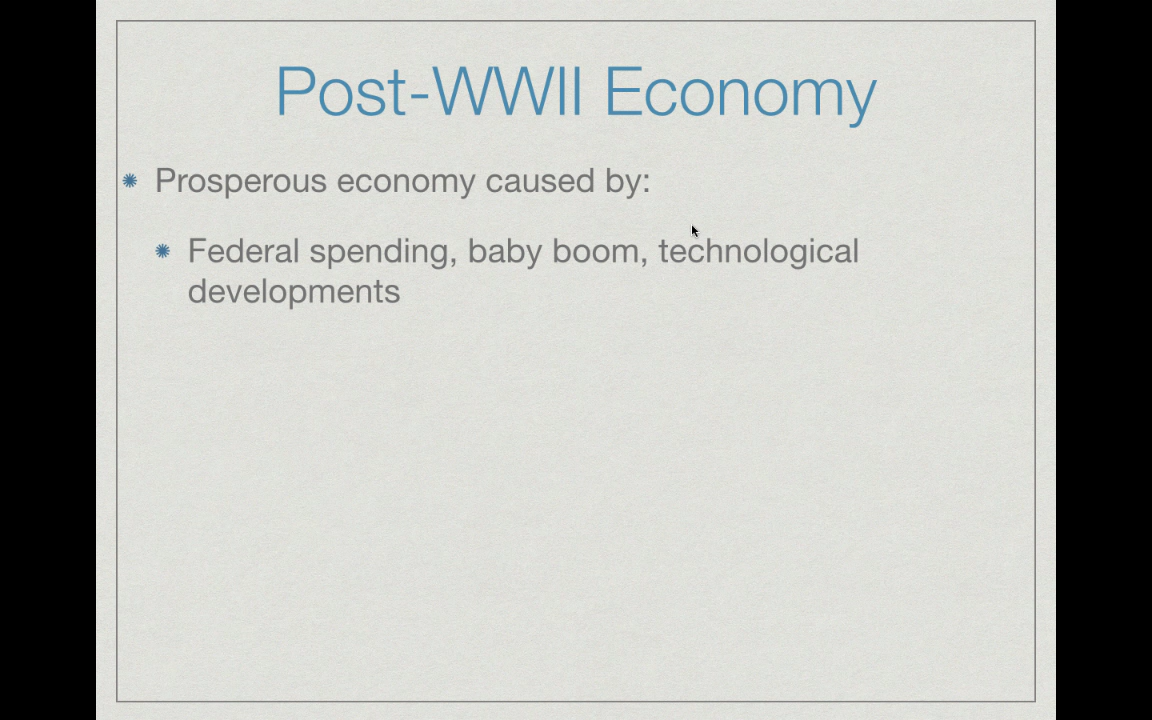 Post-WWII Economy
Prosperous economy caused by:
Federal spending, baby boom, technological
developments